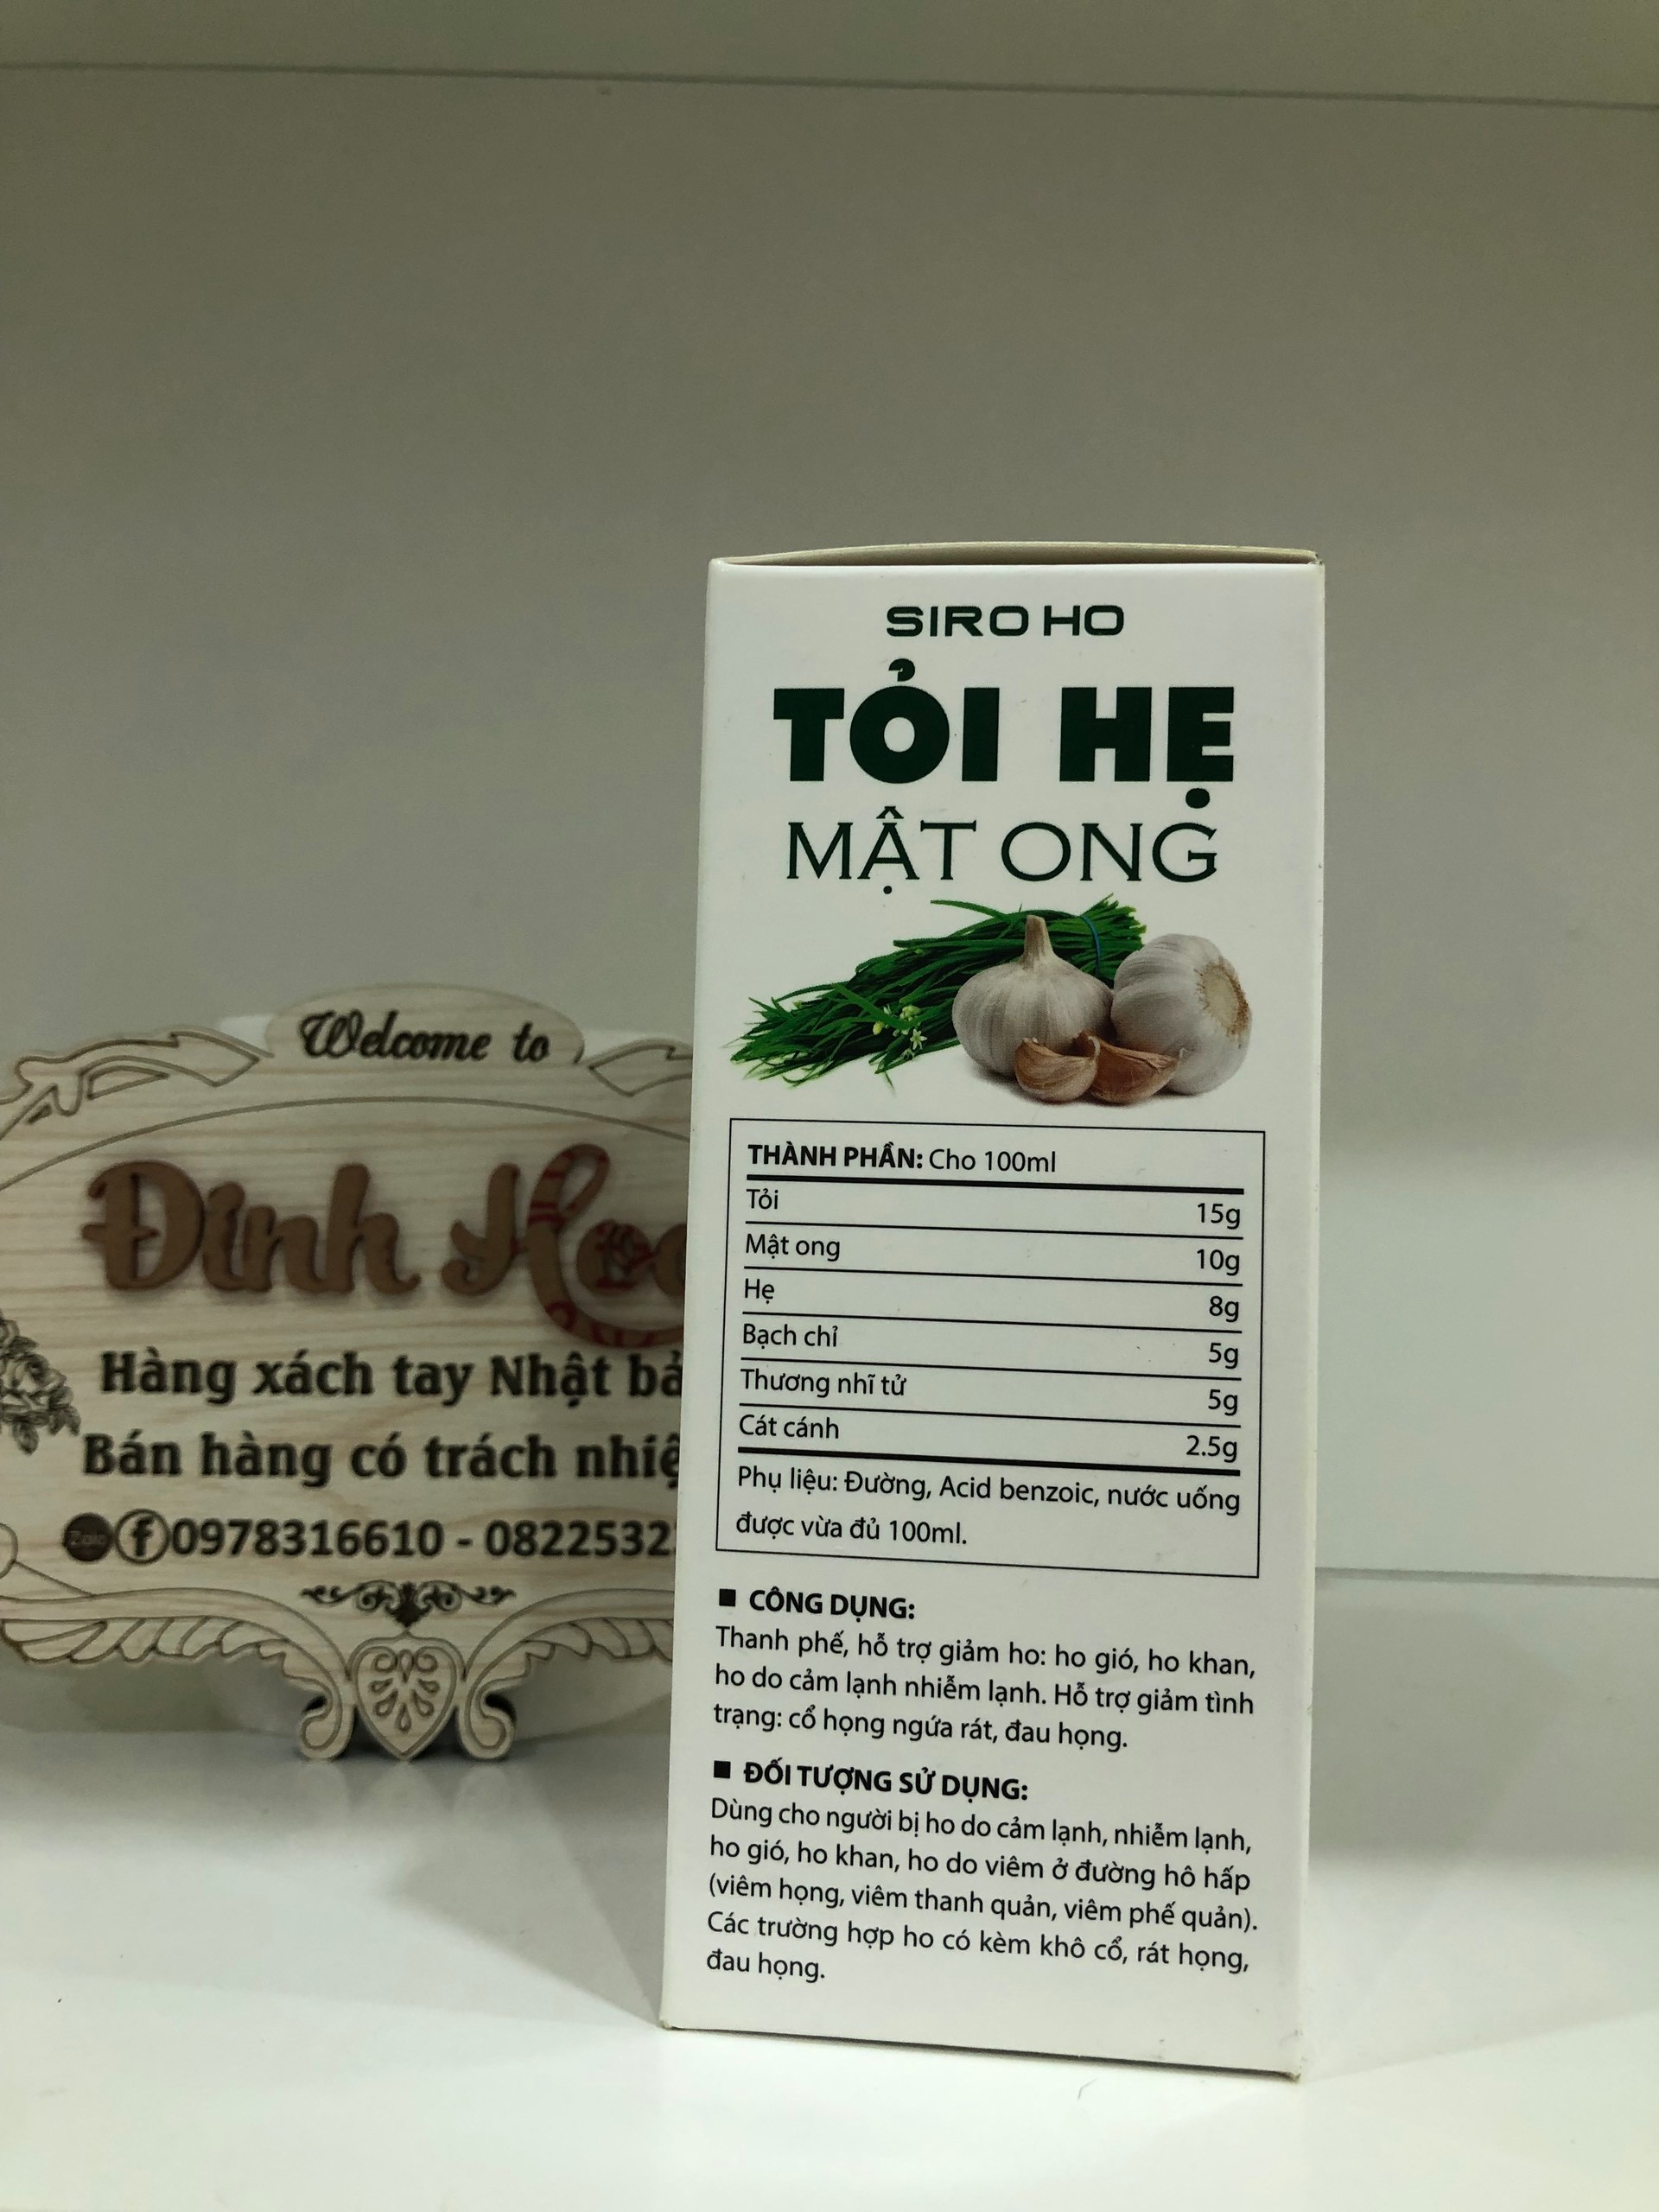 SIRO HO
TỎI HẸ
MẬT ONG
THÀNH PHẦN: Cho 100ml
Tỏi 15g
Mật ong 10g
Hẹ 8g
Bạch chỉ 5g
Thương nhĩ tử 5g
Cát cánh 2.5g
Phụ liệu: Đường, Acid benzoic, nước uống
được vừa đủ 100ml.
■ CÔNG DỤNG:
Thanh phế, hỗ trợ giảm ho: ho gió, ho khan,
ho do cảm lạnh nhiễm lạnh. Hỗ trợ giảm tình
trạng: cổ họng ngứa rát, đau họng.
■ ĐỐI TƯỢNG SỬ DỤNG:
Dùng cho người bị ho do cảm lạnh, nhiễm lạnh,
ho gió, ho khan, ho do viêm ở đường hô hấp
(viêm họng, viêm thanh quản, viêm phế quản).
Các trường hợp ho có kèm khô cổ, rát họng,
đau họng.
Welcome to
Đinh
Hàng xách tay Nhật
Bán hàng có trách
Zalo f 0978316610 - 0822532